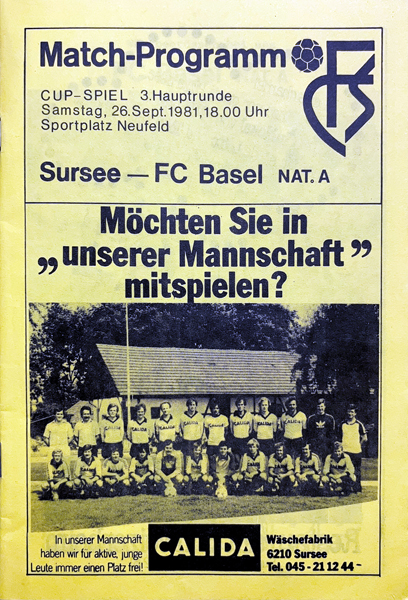 Match-Programm
FCS
CUP-SPIEL 3.Hauptrunde
Samstag, 26.Sept.1981,18.00 Uhr
Sportplatz Neufeld
Sursee — FC Basel NAT. A
Möchten Sie in
„unserer Mannschaft”
mitspielen?
In unserer Mannschaft
haben wir für aktive, junge
Leute immer einen Platz frei!
CALIDA
Wäschefabrik
6210 Sursee
Tel. 045 - 21 12 44